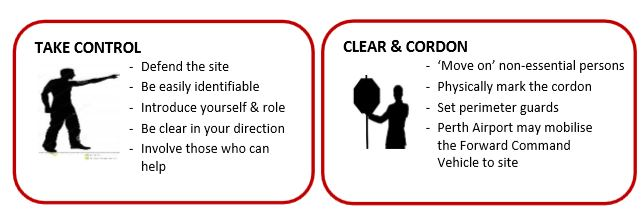 TAKE CONTROL
- Defend the site
- Be easily identifiable
- Introduce yourself & role
- Be clear in your direction
- Involve those who can
help
CLEAR & CORDON
- ‘Move on’ non-essential persons
- Physically mark the cordon
- Set perimeter guards
- Perth Airport may mobilise
the Forward Command
Vehicle to site